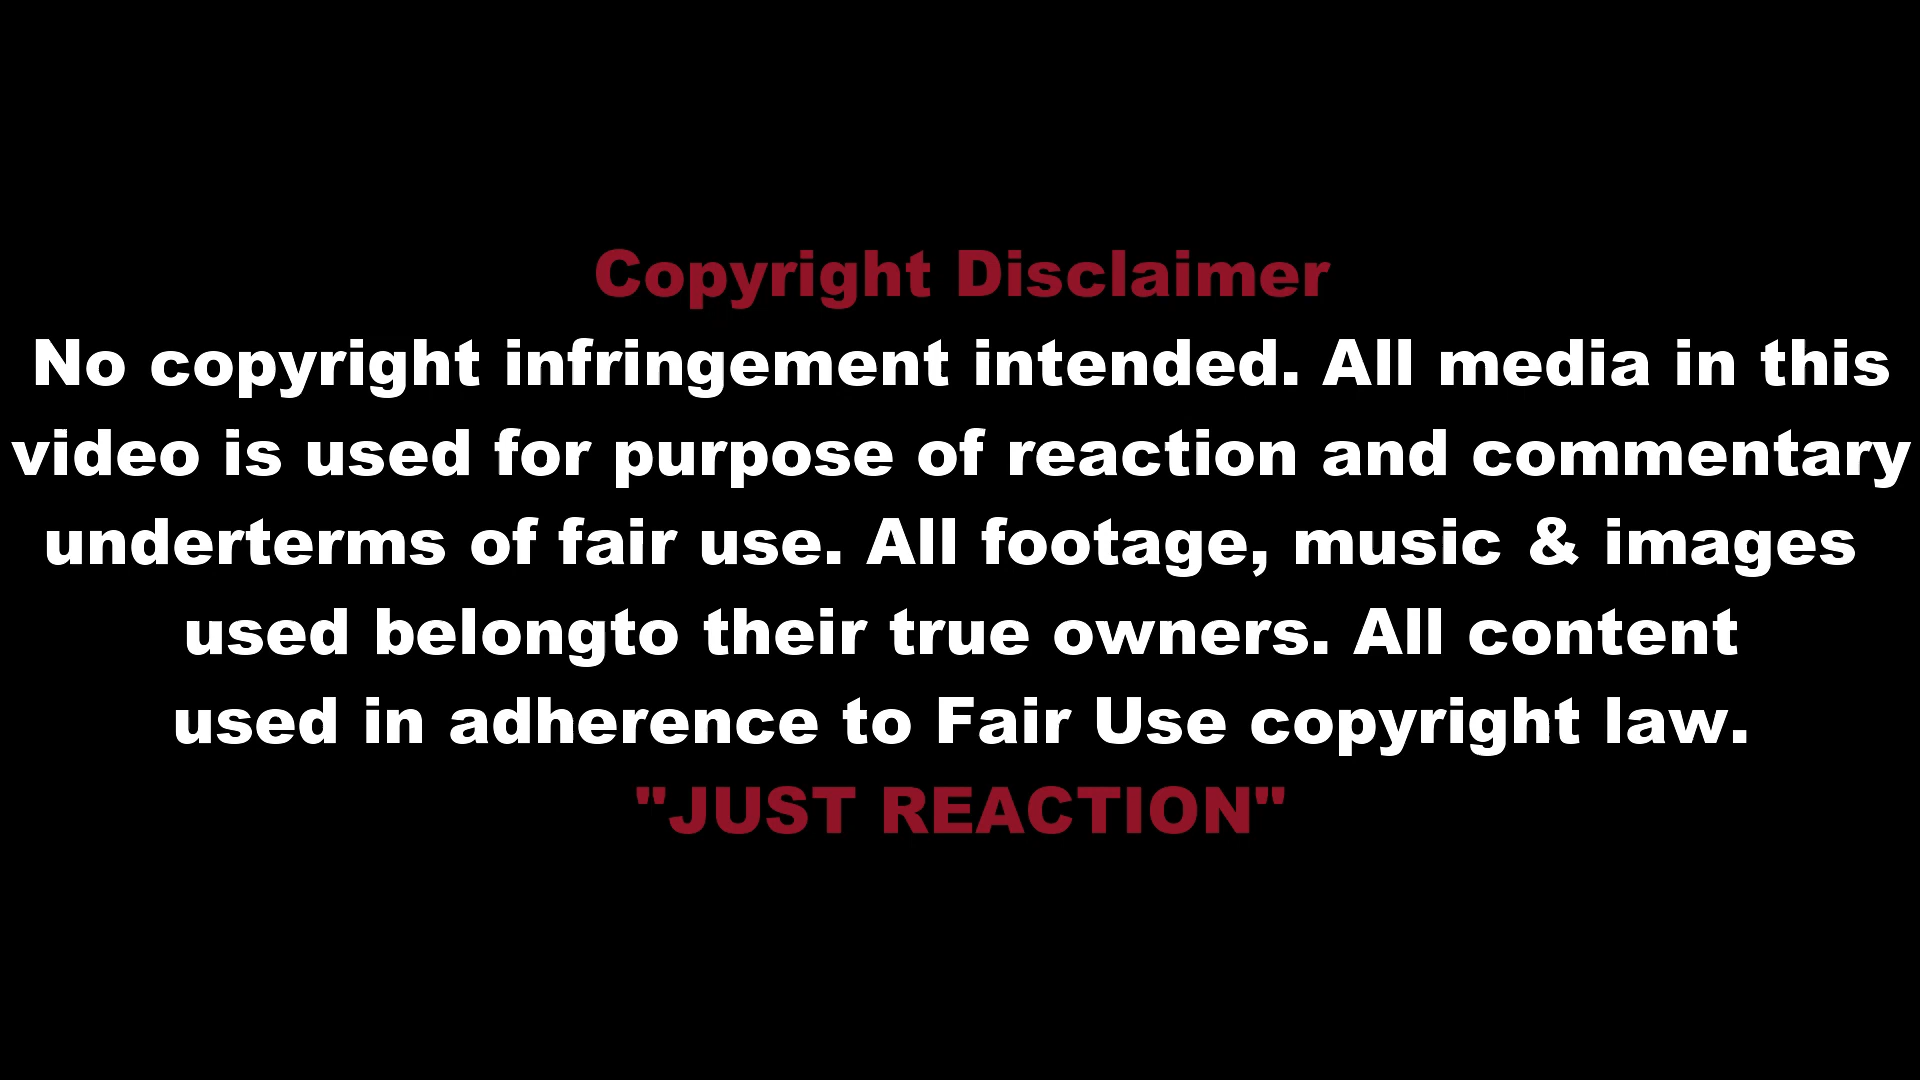 Copyright Disclaimer
No copyright infringement intended. All media in this
video is used for purpose of reaction and commentary
underterms of fair use. All footage, music & images
used belongto their true owners. All content
used in adherence to Fair Use copyright law.
"JUST REACTION"